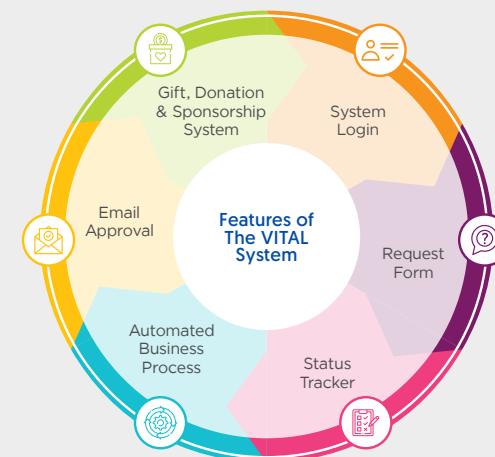 Gift, Donation
& Sponsorship
System
System
Login
Email
Approval
Features of
The VITAL
System
Request
Form
Automated
Business
Process
Status
Tracker